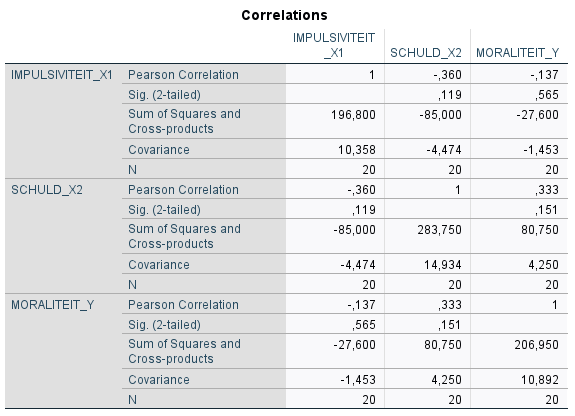 Correlations
IMPULSIVITEIT
_X1 SCHULD_X2 MORALITEIT_Y
IMPULSIVITEIT_X1 Pearson Correlation 1 -,360 -,137
Sig. (2-tailed) ,119 ,565
Sum of Squares and
Cross-products 196,800 -85,000 -27,600
Covariance 10,358 -4,474 -1,453
N 20 20 20
SCHULD_X2 Pearson Correlation -,360 1 ,333
Sig. (2-tailed) ,119 ,151
Sum of Squares and
Cross-products -85,000 283,750 80,750
Covariance -4,474 14,934 4,250
N 20 20 20
MORALITEIT_Y Pearson Correlation -,137 ,333 1
Sig. (2-tailed) ,565 ,151
Sum of Squares and
Cross-products -27,600 80,750 206,950
Covariance -1,453 4,250 10,892
N 20 20 20